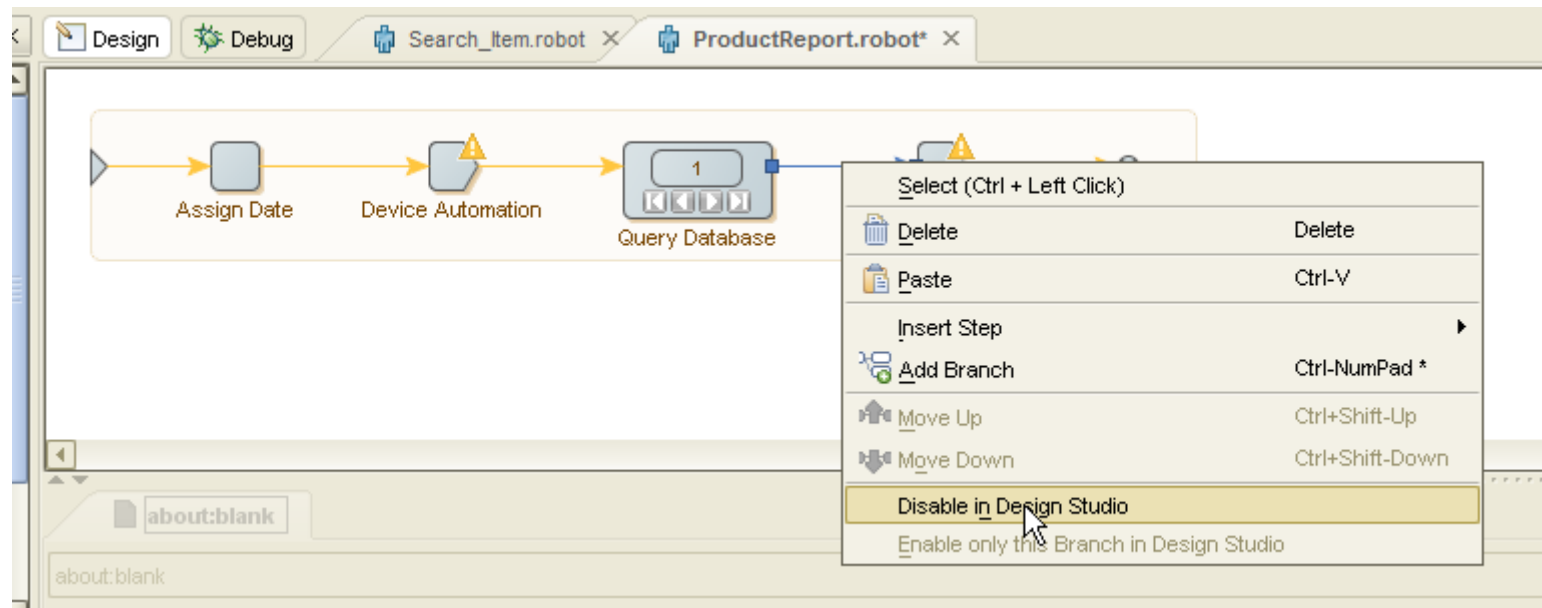 Design Debug Search_Item.robot ProductReport.robot*
1
Assign Date Device Automation
Query Database
Select (Ctrl + Left Click)
Delete Delete
Paste Ctrl-V
Insert Step
Add Branch Ctrl-NumPad *
Move Up Ctrl+Shift-Up
Move Down Ctrl+Shift-Down
Disable in Design Studio
Enable only this Branch in Design Studio
about:blank
about:blank